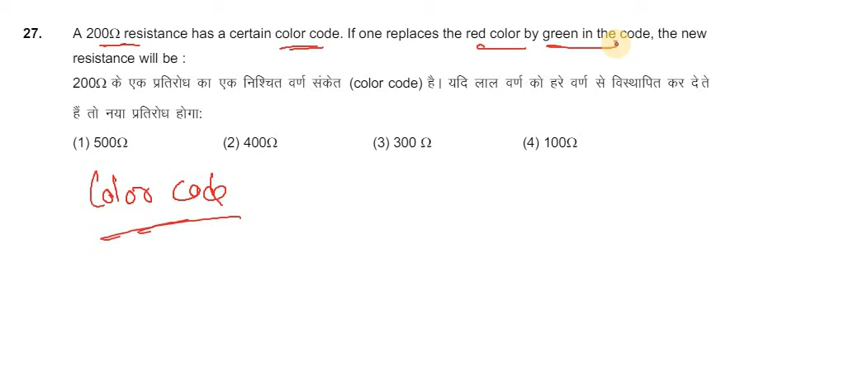 27. A 200Ω resistance has a certain color code. If one replaces the red color by green in the code, the new
resistance will be :
200Ω के एक प्रतिरोध का एक निश्चित वर्ण संकेत (color code) है। यदि लाल वर्ण को हरे वर्ण से विस्थापित कर देते
हैं तो नया प्रतिरोध होगा:
(1) 500Ω (2) 400Ω (3) 300 Ω (4) 100Ω
Color code